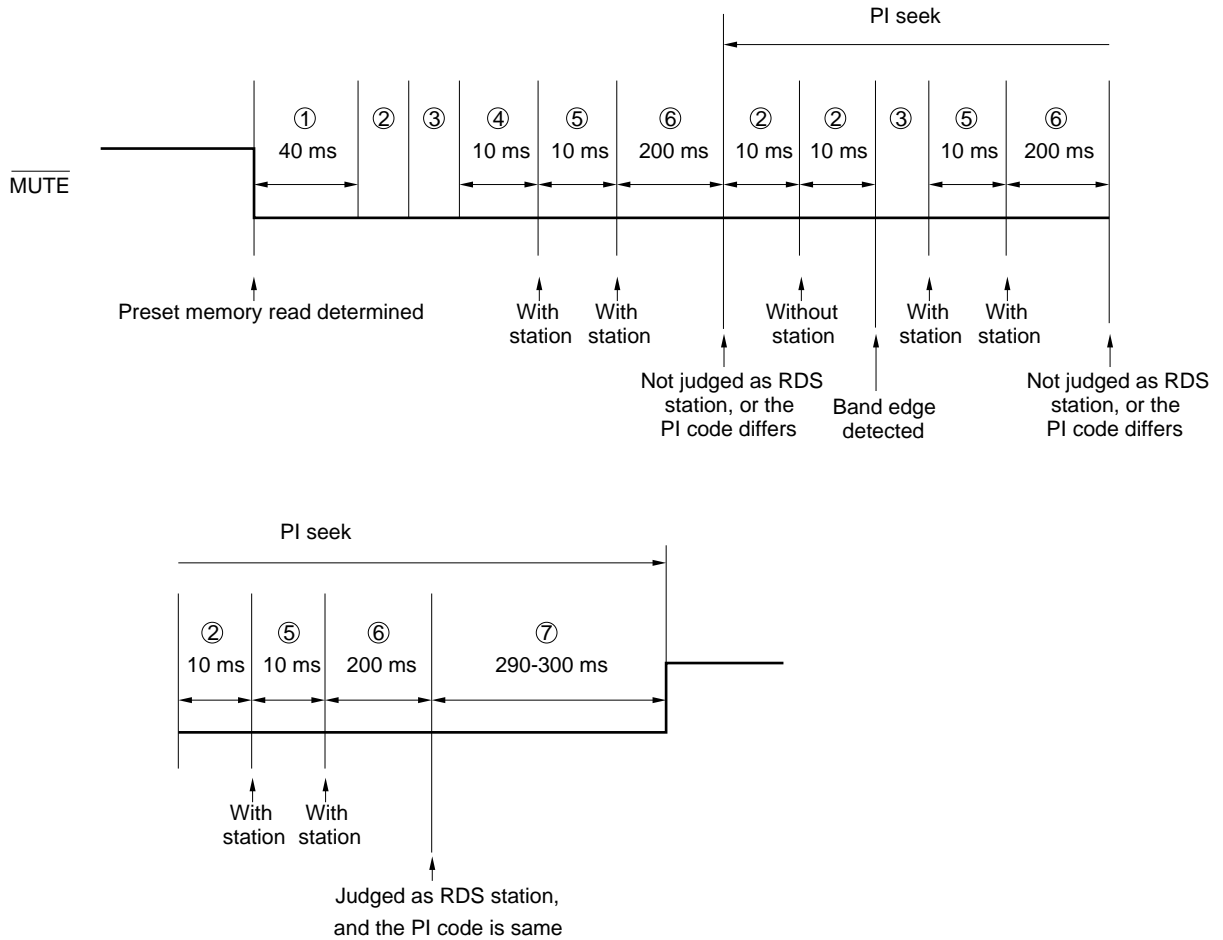 PI seek
① ② ③ ④ ⑤ ⑥ ② ② ③ ⑤ ⑥
40 ms 10 ms 10 ms 200 ms 10 ms 10 ms 10 ms 200 ms
MUTE
Preset memory read determined
With station
With station
Without station
With station
With station
Not judged as RDS
station, or the
PI code differs
Band edge
detected
Not judged as RDS
station, or the
PI code differs
PI seek
② ⑤ ⑥ ⑦
10 ms 10 ms 200 ms 290-300 ms
With station
With station
Judged as RDS station,
and the PI code is same